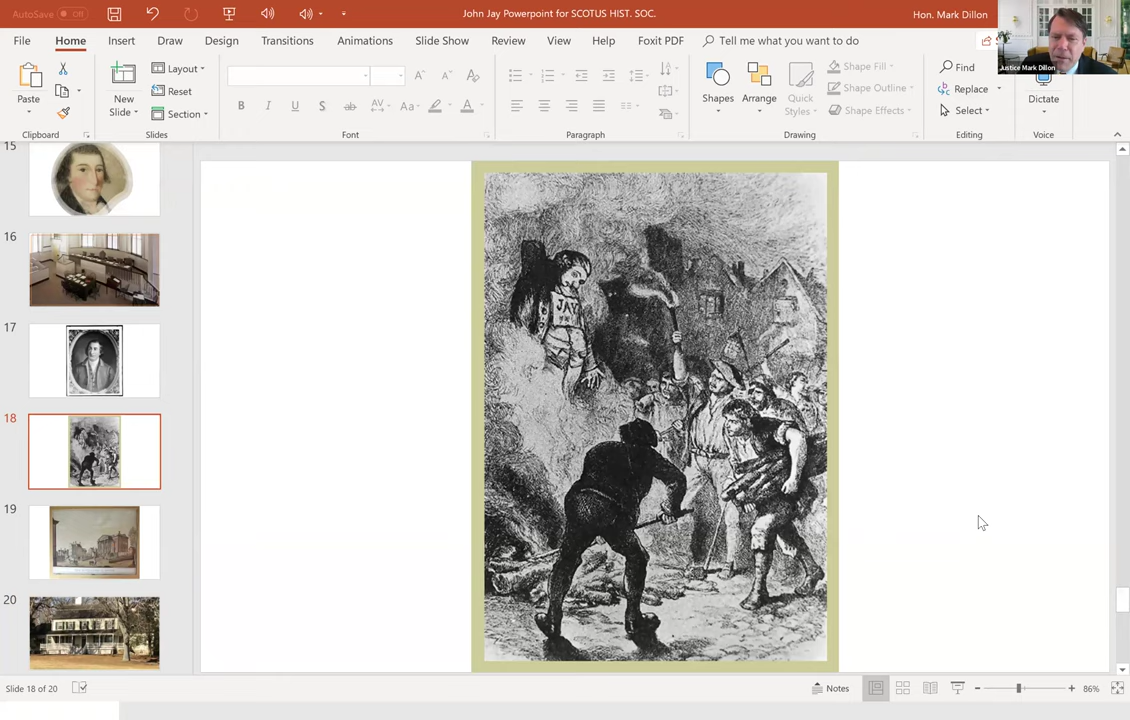 AutoSave Off
John Jay Powerpoint for SCOTUS HIST. SOC.
Hon. Mark Dillon
File Home Insert Draw Design Transitions Animations Slide Show Review View Help Foxit PDF Tell me what you want to do
Justice Mark Dillon
Paste
New
Slide
Layout
Reset
Section
B I U S ab AV Aa A
Shapes
Arrange
Quick
Styles
Shape Fill
Shape Outline
Shape Effects
Find
Replace
Select
Dictate
Clipboard Slides Font Paragraph Drawing Editing Voice
15
16
17
18
19
20
JAY
Slide 18 of 20
Notes
86%